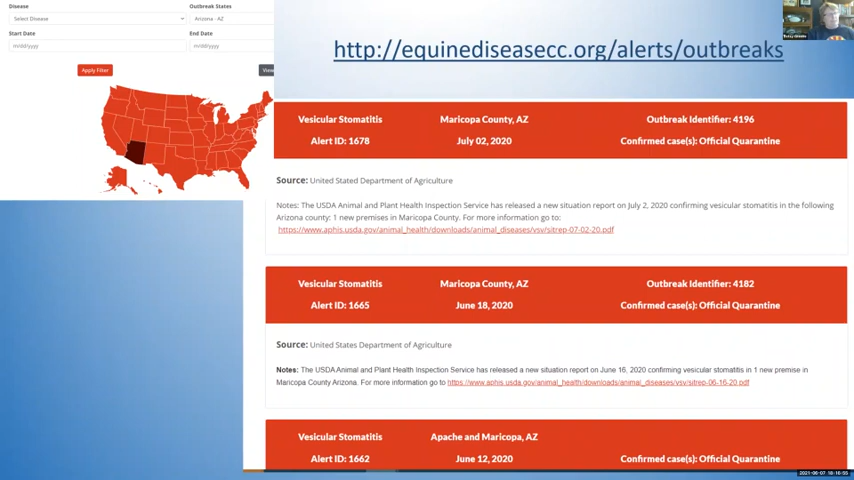 Disease
Outbreak States
Select Disease
Arizona - AZ
Start Date
End Date
m/dd/yyyy
m/dd/yyyy
Apply Filter
View
http://equinediseasecc.org/alerts/outbreaks
Vesicular Stomatitis
Maricopa County, AZ
Outbreak Identifier: 4196
Alert ID: 1678
July 02, 2020
Confirmed case(s): Official Quarantine
Source: United Stated Department of Agriculture
Notes: The USDA Animal and Plant Health Inspection Service has released a new situation report on July 2, 2020 confirming vesicular stomatitis in the following
Arizona county: 1 new premises in Maricopa County. For more information go to:
https://www.aphis.usda.gov/animal_health/downloads/animal_diseases/vsv/sitrep-07-02-20.pdf
Vesicular Stomatitis
Maricopa County, AZ
Outbreak Identifier: 4182
Alert ID: 1665
June 18, 2020
Confirmed case(s): Official Quarantine
Source: United States Department of Agriculture
Notes: The USDA Animal and Plant Health Inspection Service has released a new situation report on June 16, 2020 confirming vesicular stomatitis in 1 new premise in
Maricopa County Arizona. For more information go to https://www.aphis.usda.gov/animal_health/downloads/animal_diseases/vsv/sitrep-06-16-20.pdf
Vesicular Stomatitis
Apache and Maricopa, AZ
Alert ID: 1662
June 12, 2020
Confirmed case(s): Official Quarantine